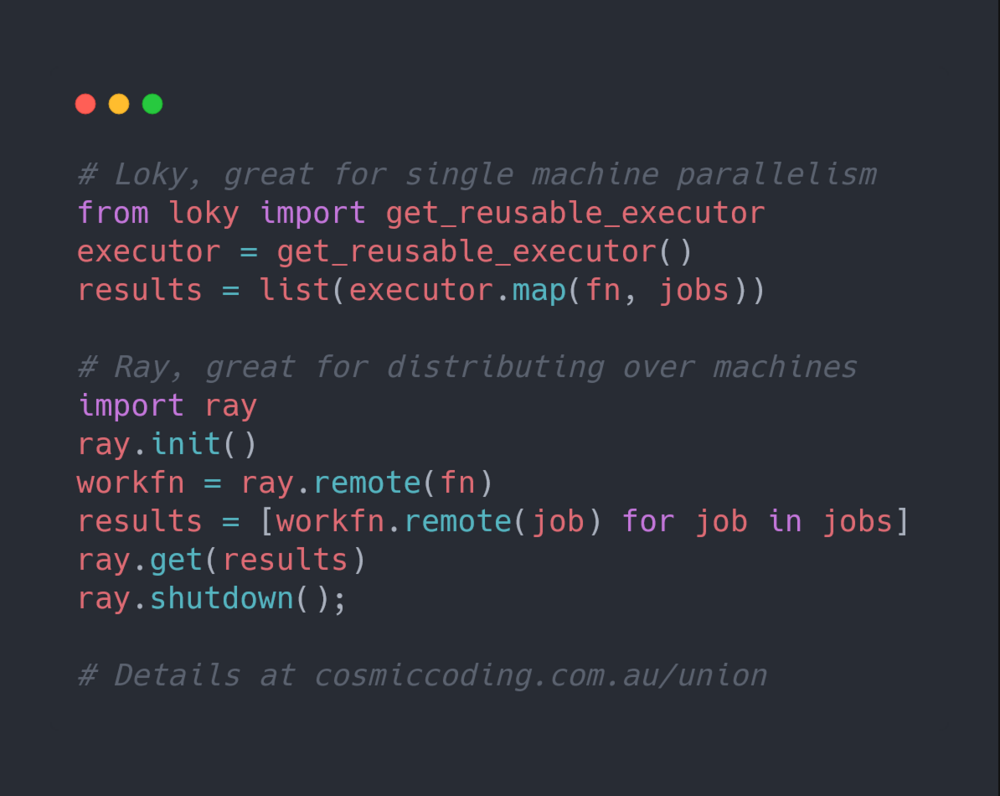 # Loky, great for single machine parallelism
from loky import get_reusable_executor
executor = get_reusable_executor()
results = list(executor.map(fn, jobs))
# Ray, great for distributing over machines
import ray
ray.init()
workfn = ray.remote(fn)
results = [workfn.remote(job) for job in jobs]
ray.get(results)
ray.shutdown();
# Details at cosmiccoding.com.au/union